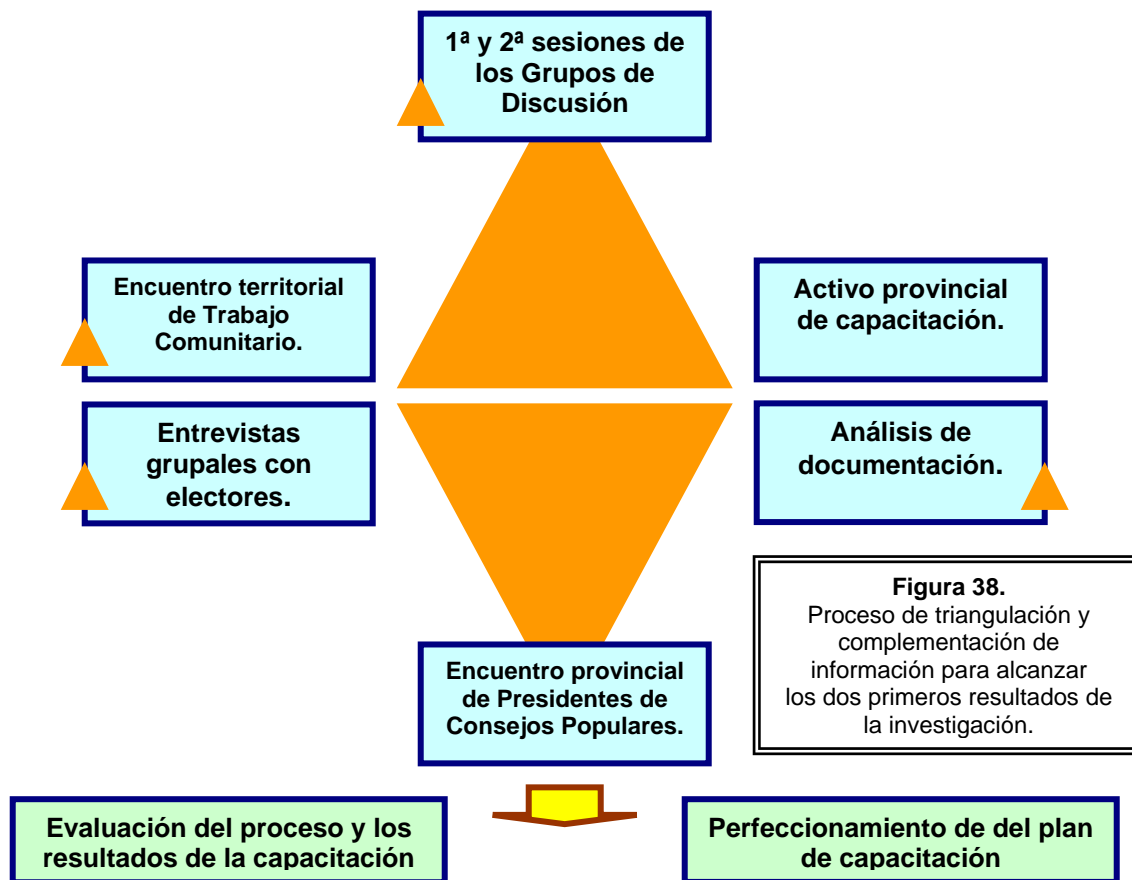 1ª y 2ª sesiones de
los Grupos de
Discusión
Encuentro territorial
de Trabajo
Comunitario.
Activo provincial
de capacitación.
Entrevistas
grupales con
electores.
Análisis de
documentación.
Figura 38.
Proceso de triangulación y
complementación de
información para alcanzar
los dos primeros resultados de
la investigación.
Encuentro provincial
de Presidentes de
Consejos Populares.
Evaluación del proceso y los
resultados de la capacitación
Perfeccionamiento de del plan
de capacitación